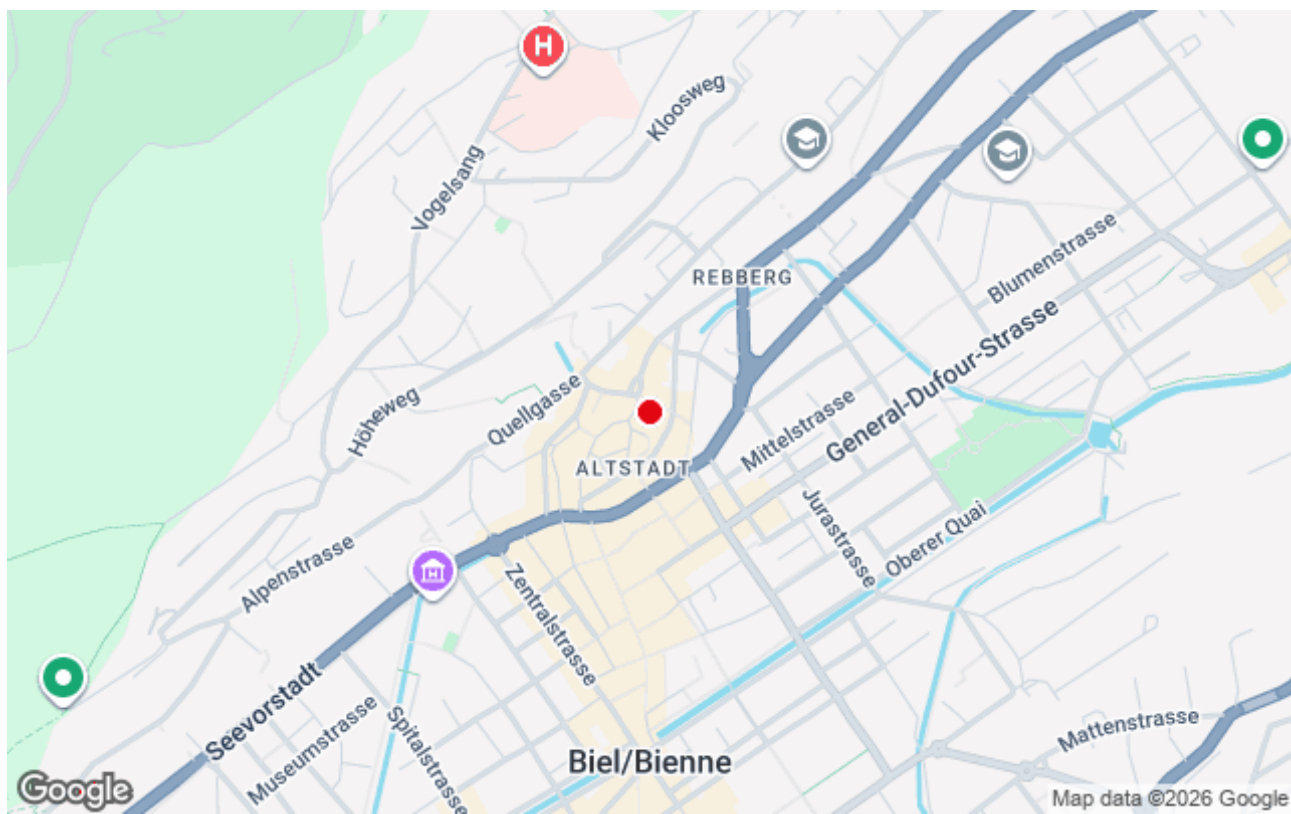 H
Kloosweg
Vogelsang
REBBERG
Blumenstrasse
General-Dufour-Strasse
Höheweg
Quellgasse
Mittelstrasse
ALTSTADT
Jurastrasse
Oberer Quai
Alpenstrasse
Zentralstrasse
Seevorstadt
Museumstrasse
Spitalstrasse
Mattenstrasse
Biel/Bienne
Google
Map data ©2026 Google